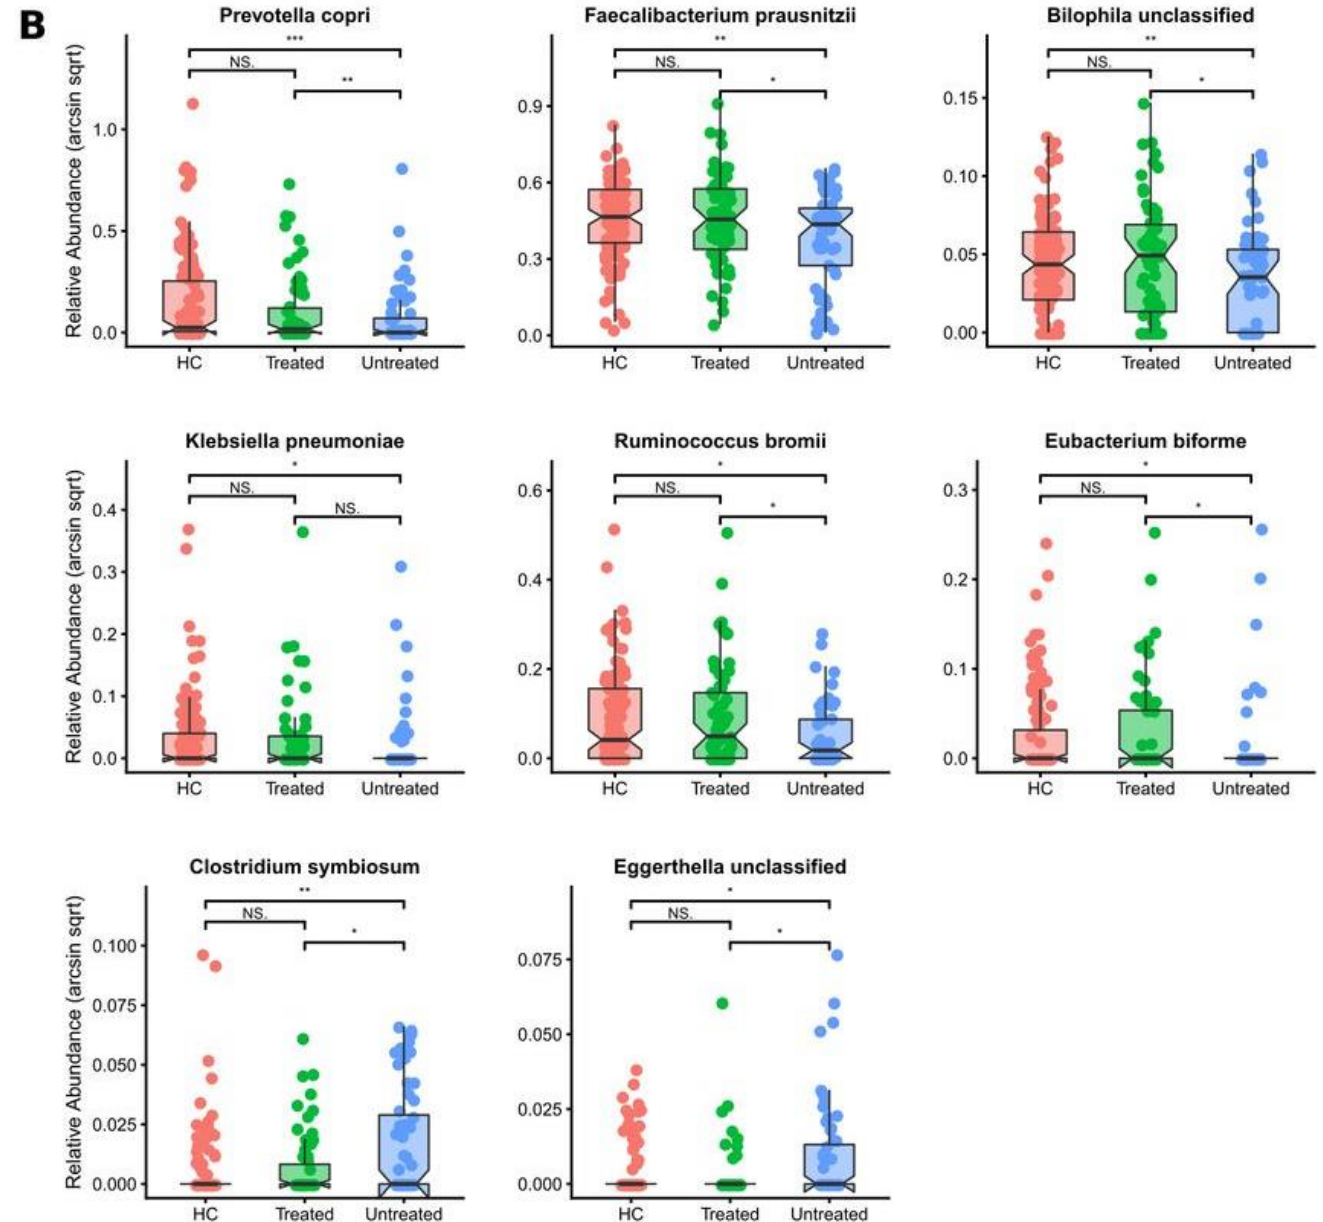 B
Prevotella copri
Relative Abundance (arcsin sqrt)
1.0
0.5
0.0
***
NS.
**
HC Treated Untreated
Faecalibacterium prausnitzii
0.9
0.6
0.3
0.0
**
NS.
*
HC Treated Untreated
Bilophila unclassified
0.15
0.10
0.05
0.00
**
NS.
*
HC Treated Untreated
Klebsiella pneumoniae
Relative Abundance (arcsin sqrt)
0.4
0.3
0.2
0.1
0.0
*
NS.
NS.
HC Treated Untreated
Ruminococcus bromii
0.6
0.4
0.2
0.0
*
NS.
*
HC Treated Untreated
Eubacterium biforme
0.3
0.2
0.1
0.0
*
NS.
*
HC Treated Untreated
Clostridium symbiosum
Relative Abundance (arcsin sqrt)
0.100
0.075
0.050
0.025
0.000
**
NS.
*
HC Treated Untreated
Eggerthella unclassified
0.075
0.050
0.025
0.000
*
NS.
*
HC Treated Untreated